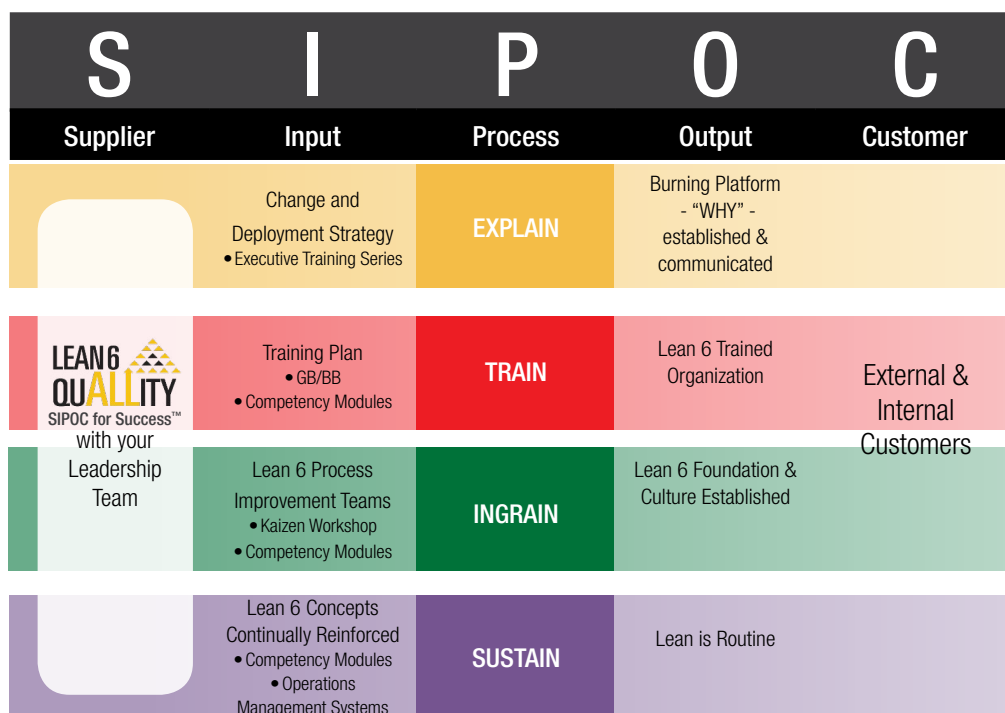 S I P O C
Supplier Input Process Output Customer
Change and
Deployment Strategy
• Executive Training Series
EXPLAIN
Burning Platform
- “WHY” -
established &
communicated
LEAN 6
QUALLITY
SIPOC for Success™
with your
Leadership
Team
Training Plan
• GB/BB
• Competency Modules
TRAIN
Lean 6 Trained
Organization
External &
Internal
Customers
Lean 6 Process
Improvement Teams
• Kaizen Workshop
• Competency Modules
INGRAIN
Lean 6 Foundation &
Culture Established
Lean 6 Concepts
Continually Reinforced
• Competency Modules
• Operations
Management Systems
SUSTAIN
Lean is Routine